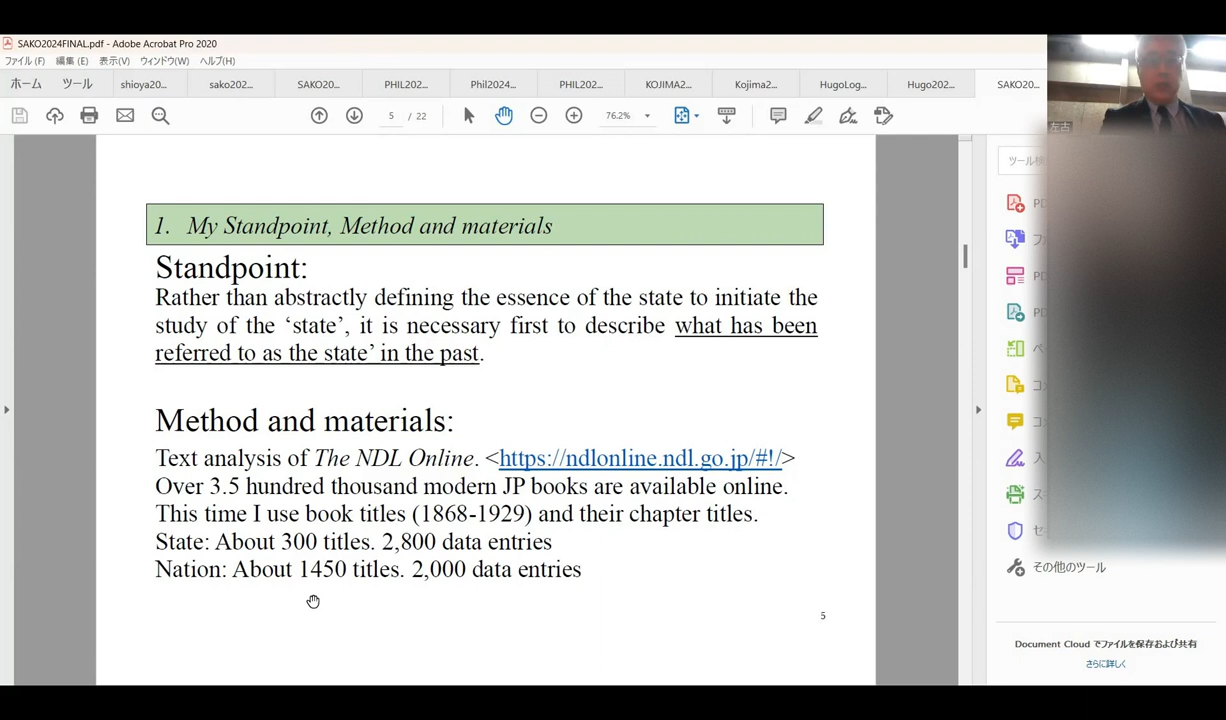 SAKO2024FINAL.pdf - Adobe Acrobat Pro 2020
ファイル(F) 編集(E) 表示(V) ウィンドウ(W) ヘルプ(H)
ホーム ツール shioya20... sako202... SAKO20... PHIL202... Phil2024... PHIL202... KOJIMA2... Kojima2... HugoLog... Hugo202... SAKO20...
5 / 22 76.2%
左古
ツール検
1. My Standpoint, Method and materials
Standpoint:
Rather than abstractly defining the essence of the state to initiate the
study of the ‘state’, it is necessary first to describe what has been
referred to as the state’ in the past.
Method and materials:
Text analysis of The NDL Online. <https://ndlonline.ndl.go.jp/#!/>
Over 3.5 hundred thousand modern JP books are available online.
This time I use book titles (1868-1929) and their chapter titles.
State: About 300 titles. 2,800 data entries
Nation: About 1450 titles. 2,000 data entries
5
その他のツール
Document Cloud でファイルを保存および共有
さらに詳しく